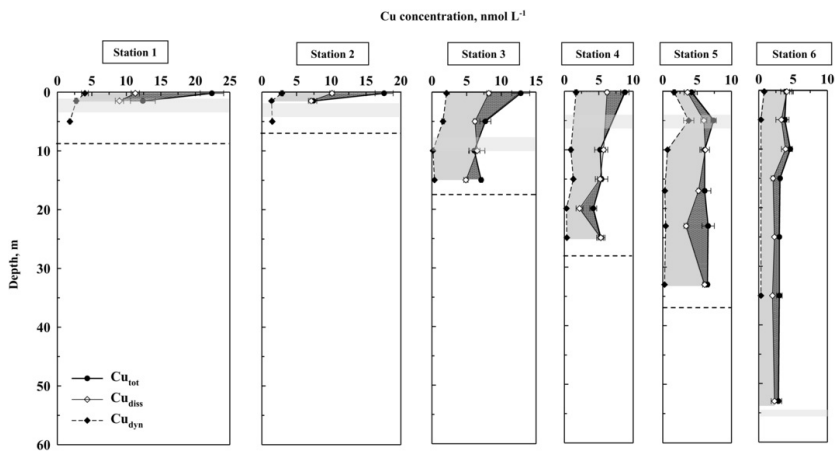 Cu concentration, nmol L-1
Station 1
Station 2
Station 3
Station 4
Station 5
Station 6
0 5 10 15 20 25
0 5 10 15 20
0 5 10 15
0 5 10
0 5 10
0 5 10
Depth, m
0
10
20
30
40
50
60
Cutot
Cudiss
Cudyn